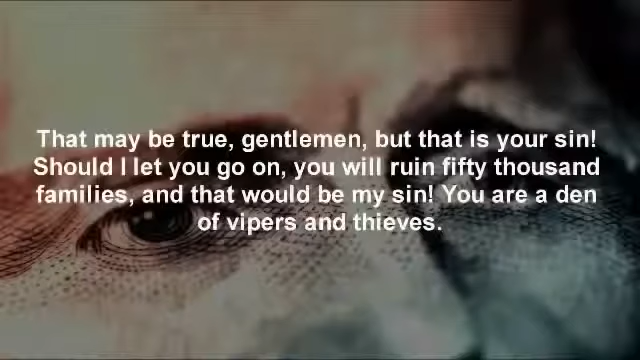 That may be true, gentlemen, but that is your sin!
Should I let you go on, you will ruin fifty thousand
families, and that would be my sin! You are a den
of vipers and thieves.